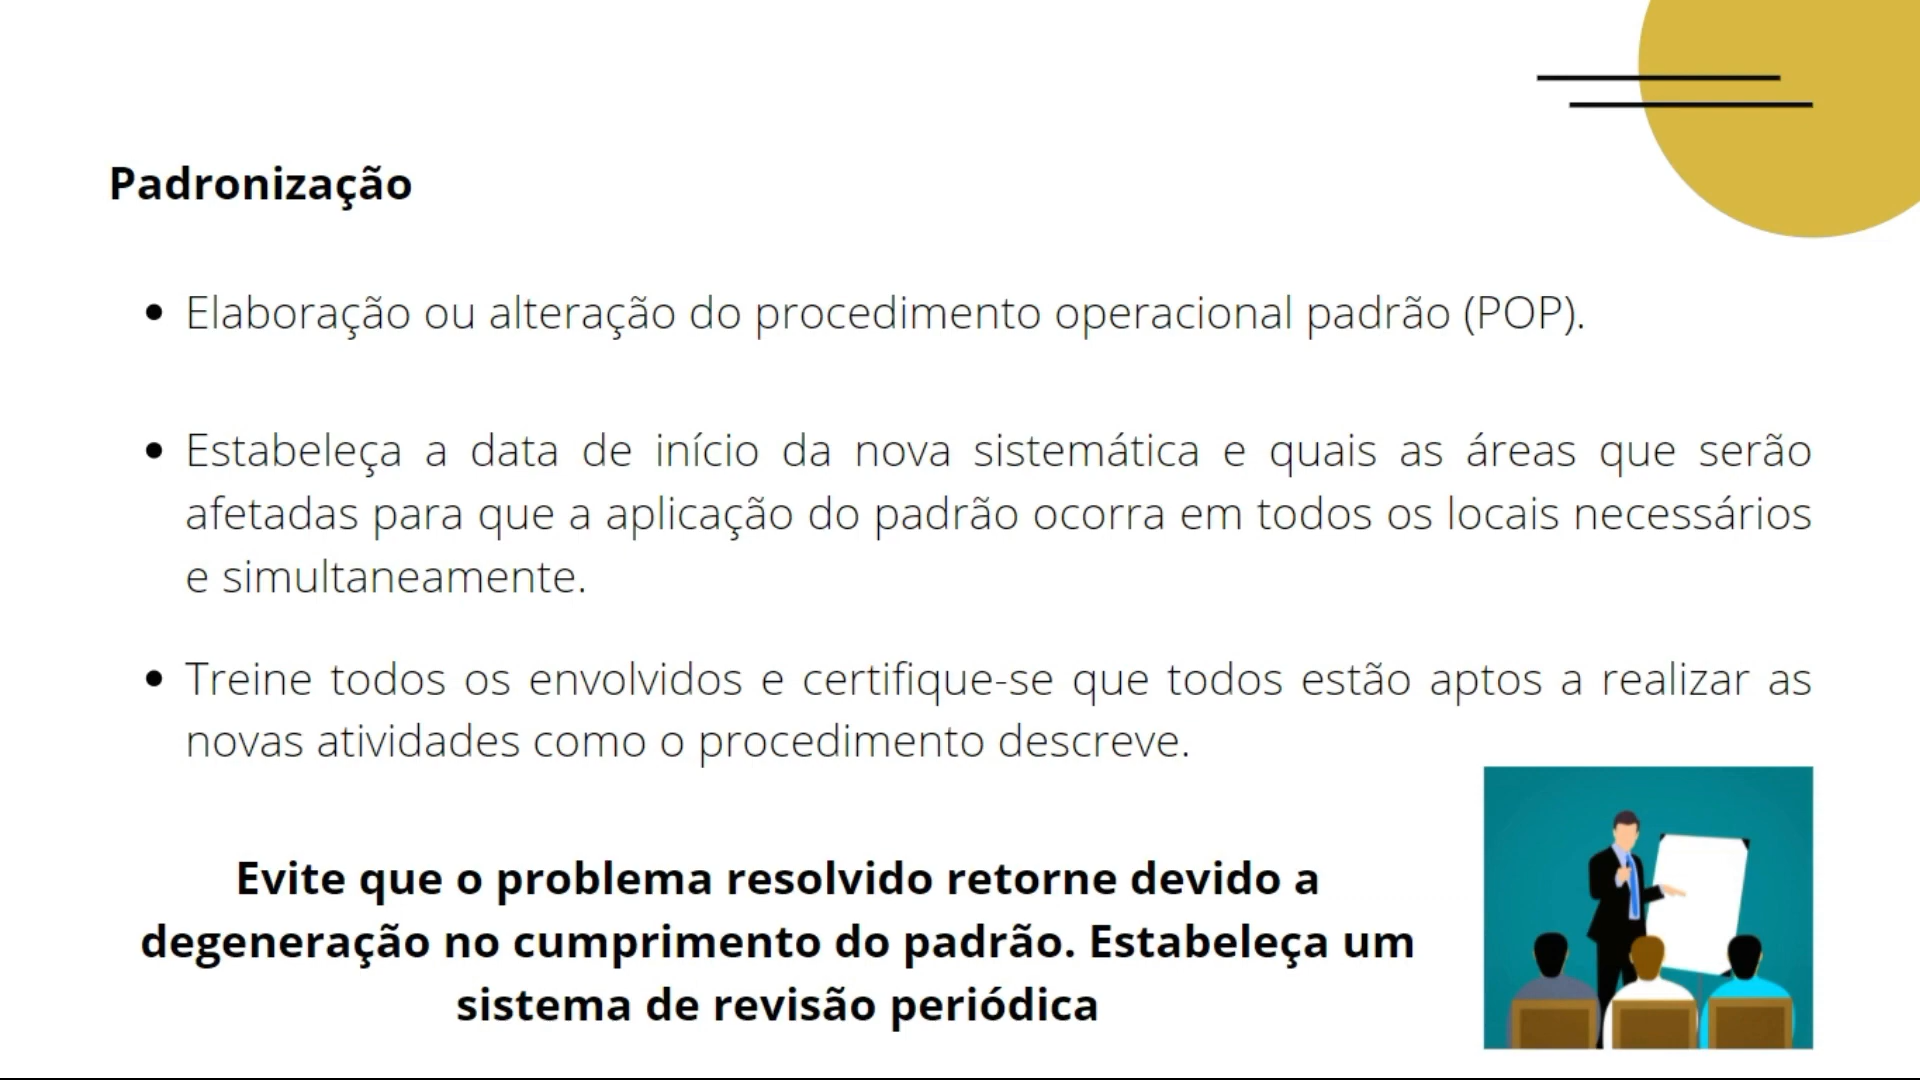 Padronização
• Elaboração ou alteração do procedimento operacional padrão (POP).
• Estabeleça a data de início da nova sistemática e quais as áreas que serão
afetadas para que a aplicação do padrão ocorra em todos os locais necessários
e simultaneamente.
• Treine todos os envolvidos e certifique-se que todos estão aptos a realizar as
novas atividades como o procedimento descreve.
Evite que o problema resolvido retorne devido a
degeneração no cumprimento do padrão. Estabeleça um
sistema de revisão periódica